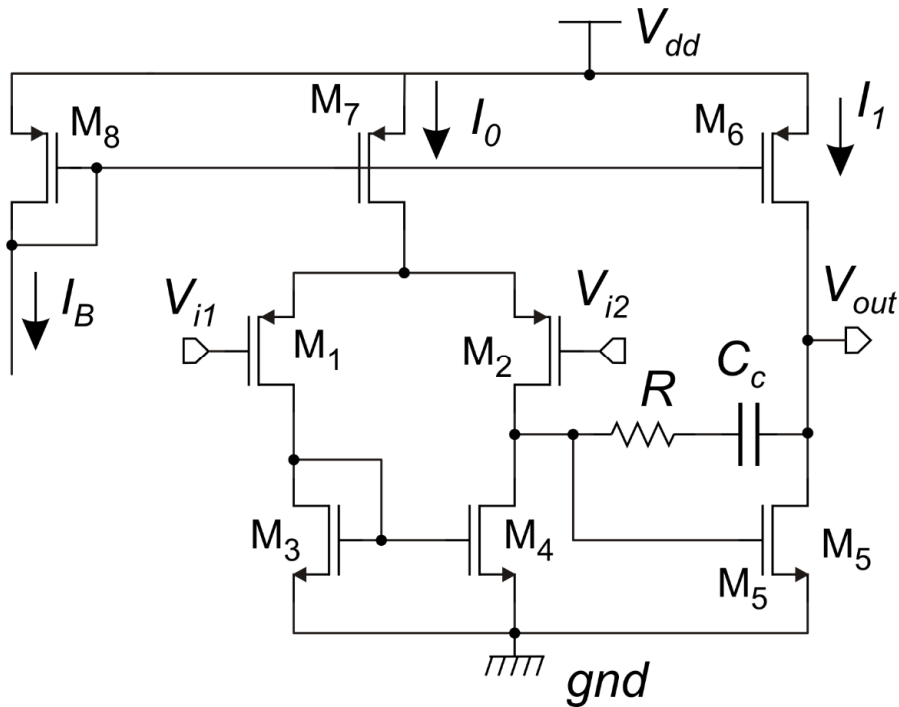 V_dd
M_8
M_7
I_0
M_6
I_1
I_B
V_i1
M_1
V_i2
M_2
V_out
R
C_c
M_3
M_4
M_5
M_5
gnd